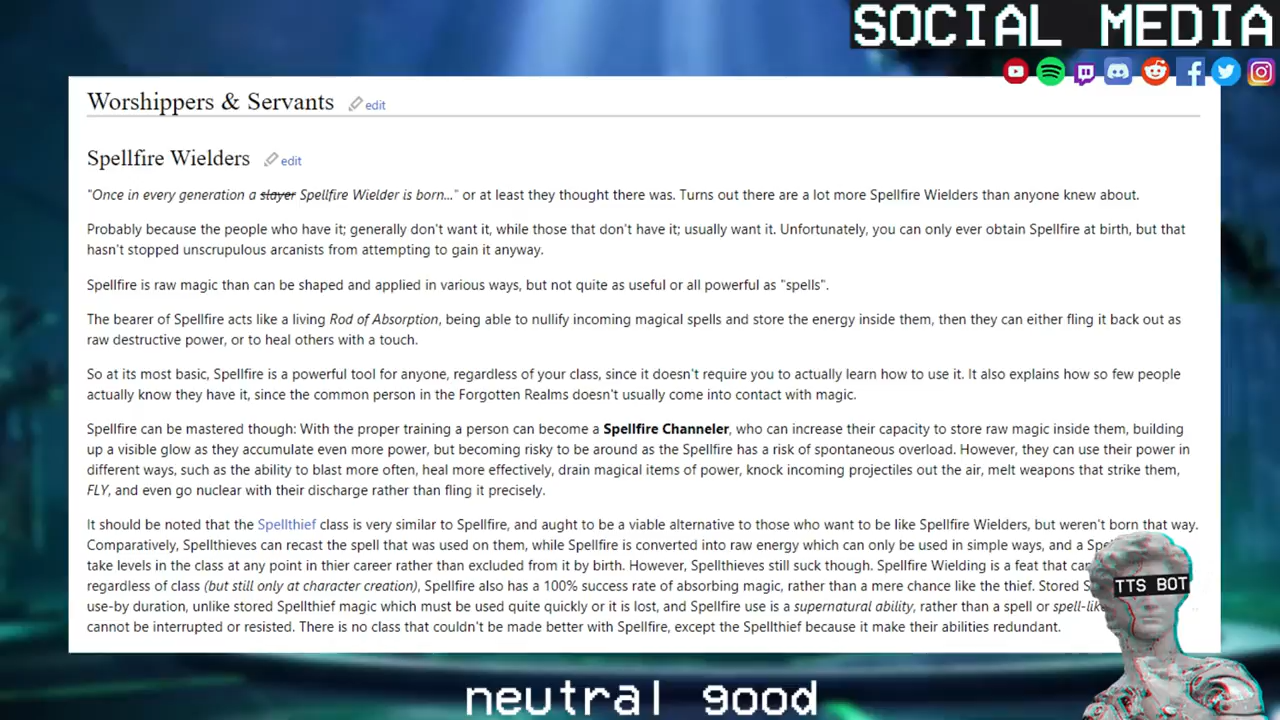 SOCIAL MEDIA
Worshippers & Servants edit
Spellfire Wielders edit
"Once in every generation a slayer Spellfire Wielder is born..." or at least they thought there was. Turns out there are a lot more Spellfire Wielders than anyone knew about.
Probably because the people who have it; generally don't want it, while those that don't have it; usually want it. Unfortunately, you can only ever obtain Spellfire at birth, but that
hasn't stopped unscrupulous arcanists from attempting to gain it anyway.
Spellfire is raw magic than can be shaped and applied in various ways, but not quite as useful or all powerful as "spells".
The bearer of Spellfire acts like a living Rod of Absorption, being able to nullify incoming magical spells and store the energy inside them, then they can either fling it back out as
raw destructive power, or to heal others with a touch.
So at its most basic, Spellfire is a powerful tool for anyone, regardless of your class, since it doesn't require you to actually learn how to use it. It also explains how so few people
actually know they have it, since the common person in the Forgotten Realms doesn't usually come into contact with magic.
Spellfire can be mastered though: With the proper training a person can become a Spellfire Channeler, who can increase their capacity to store raw magic inside them, building
up a visible glow as they accumulate even more power, but becoming risky to be around as the Spellfire has a risk of spontaneous overload. However, they can use their power in
different ways, such as the ability to blast more often, heal more effectively, drain magical items of power, knock incoming projectiles out the air, melt weapons that strike them,
FLY, and even go nuclear with their discharge rather than fling it precisely.
It should be noted that the Spellthief class is very similar to Spellfire, and aught to be a viable alternative to those who want to be like Spellfire Wielders, but weren't born that way.
Comparatively, Spellthieves can recast the spell that was used on them, while Spellfire is converted into raw energy which can only be used in simple ways, and a
take levels in the class at any point in thier career rather than excluded from it by birth. However, Spellthieves still suck though. Spellfire Wielding is a feat that
regardless of class (but still only at character creation), Spellfire also has a 100% success rate of absorbing magic, rather than a mere chance like the thief. Stored
use-by duration, unlike stored Spellthief magic which must be used quite quickly or it is lost, and Spellfire use is a supernatural ability, rather than a spell or
cannot be interrupted or resisted. There is no class that couldn't be made better with Spellfire, except the Spellthief because it make their abilities redundant.
TTS BOT
neutral good